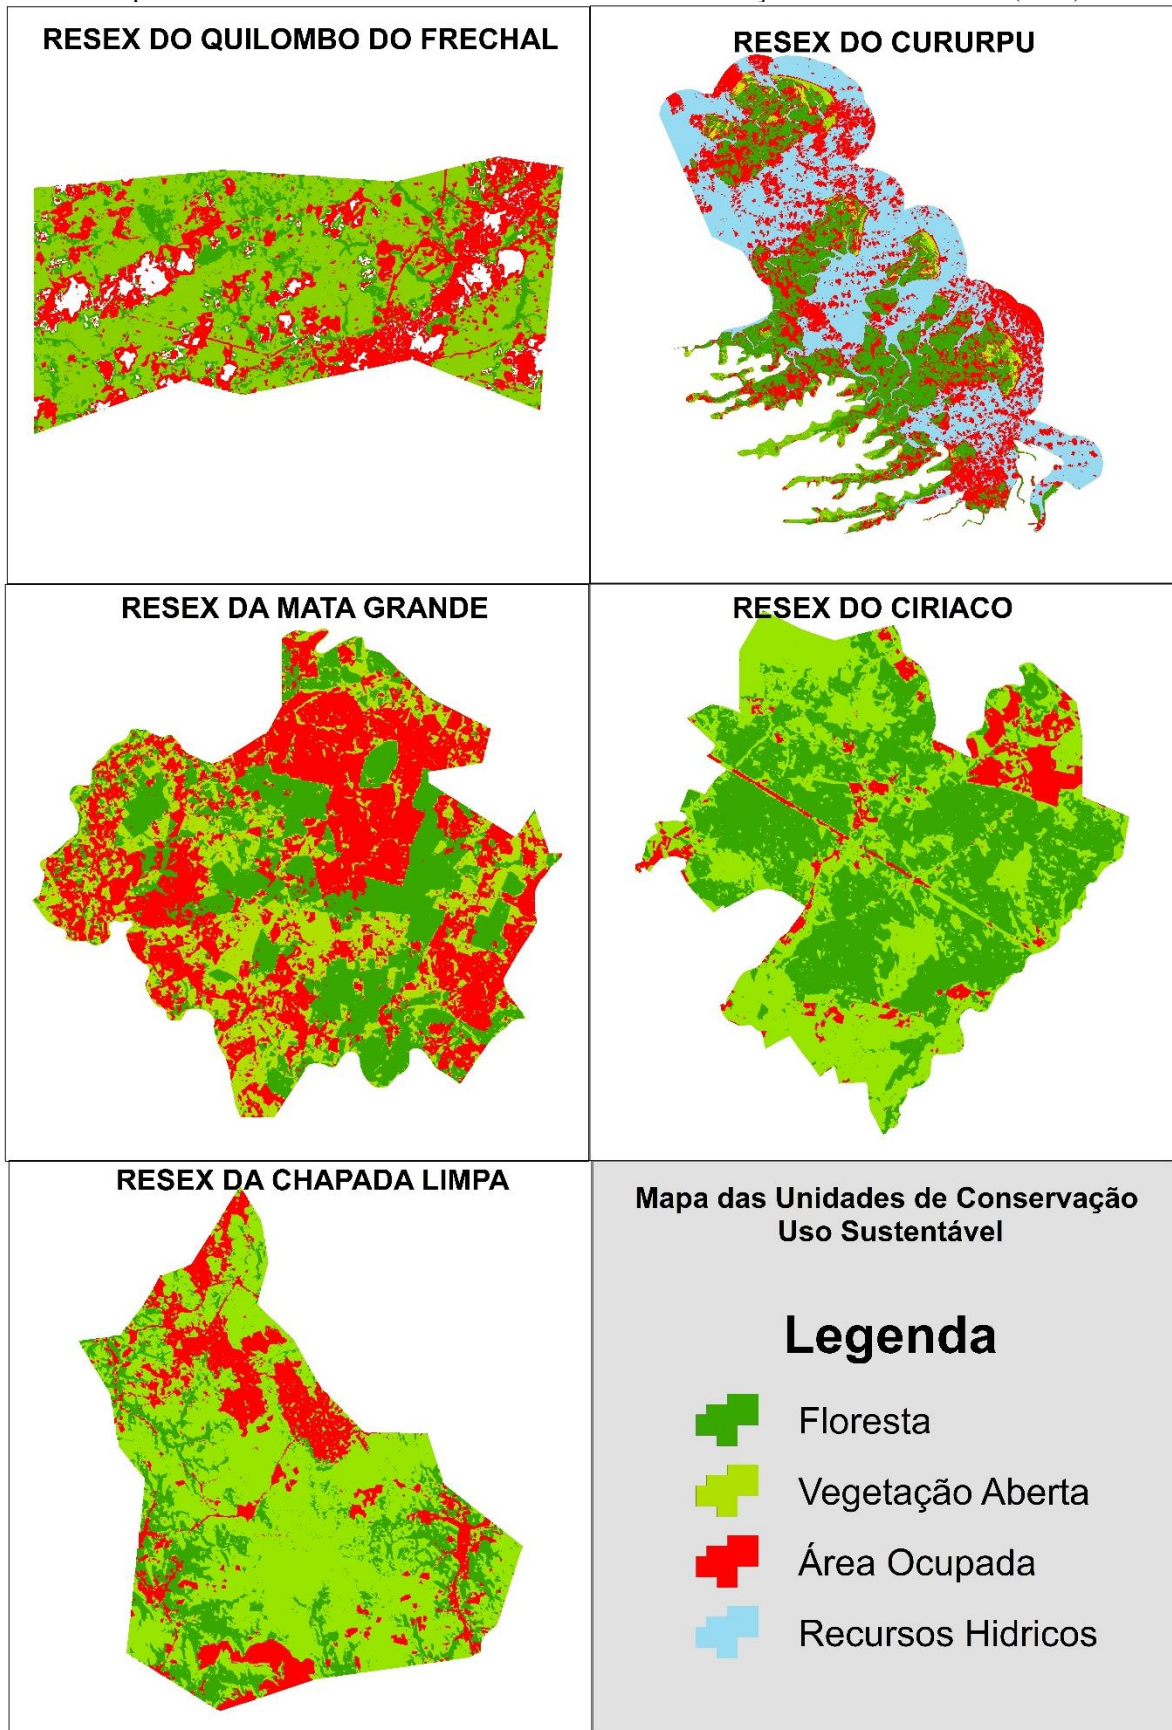 RESEX DO QUILOMBO DO FRECHAL
RESEX DO CURURPU
RESEX DA MATA GRANDE
RESEX DO CIRIACO
RESEX DA CHAPADA LIMPA
Mapa das Unidades de Conservação
Uso Sustentável
Legenda
Floresta
Vegetação Aberta
Área Ocupada
Recursos Hidricos